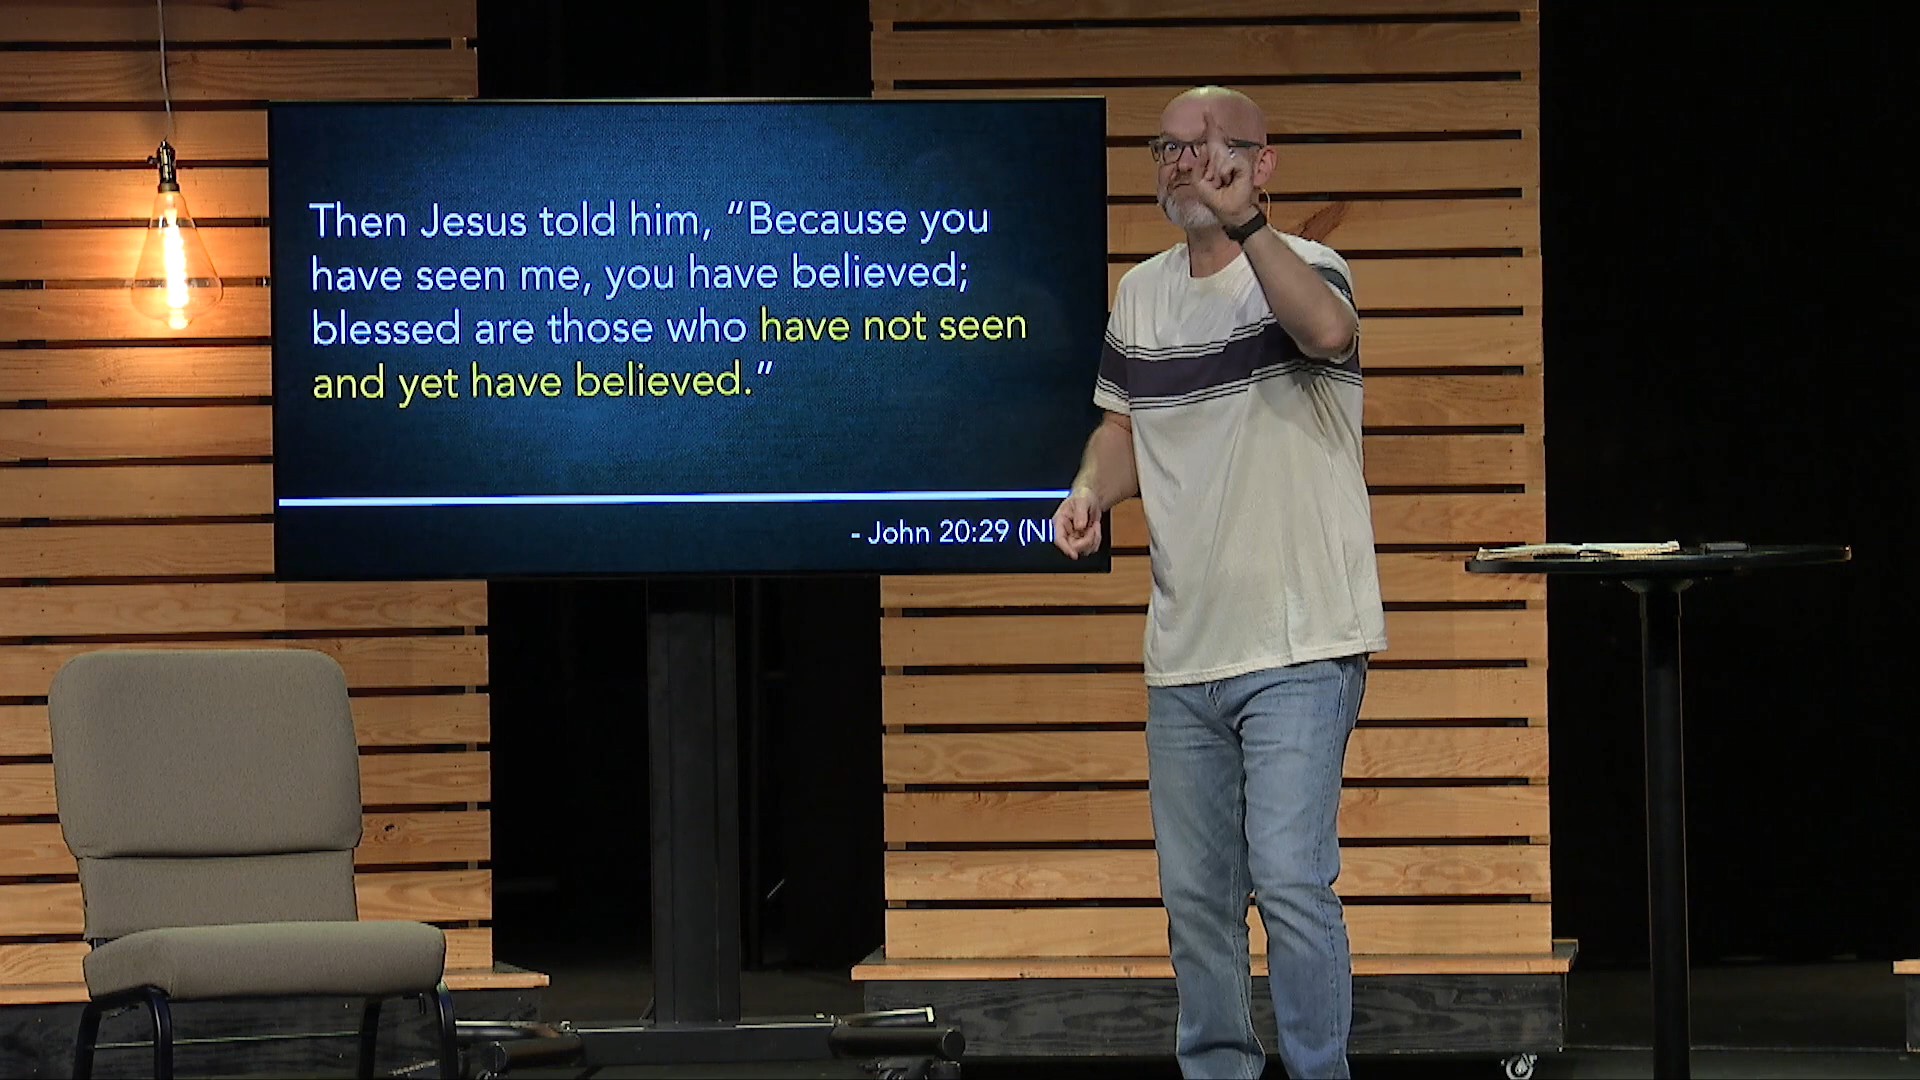 Then Jesus told him, “Because you
have seen me, you have believed;
blessed are those who have not seen
and yet have believed.”
- John 20:29 (NI